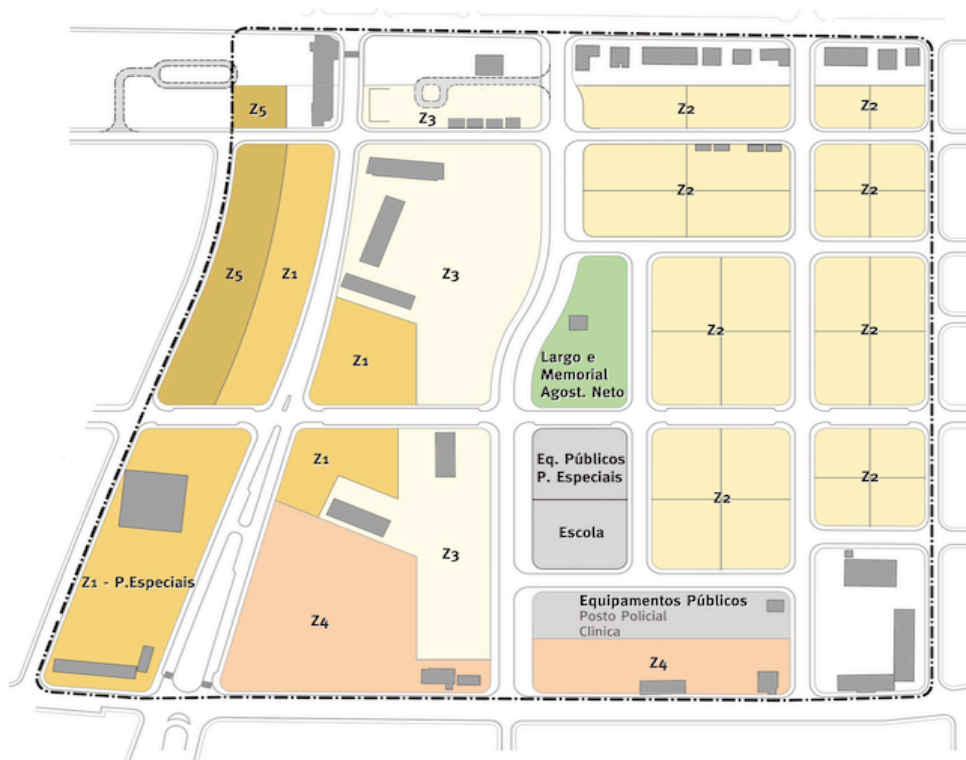 Z5
Z3
Z2
Z2
Z2
Z2
Z5
Z1
Z3
Z1
Largo e
Memorial
Agost. Neto
Z2
Z2
Z1
Eq. Públicos
P. Especiais
Escola
Z2
Z2
Z3
Z1 - P.Especiais
Z4
Equipamentos Públicos
Posto Policial
Clinica
Z4